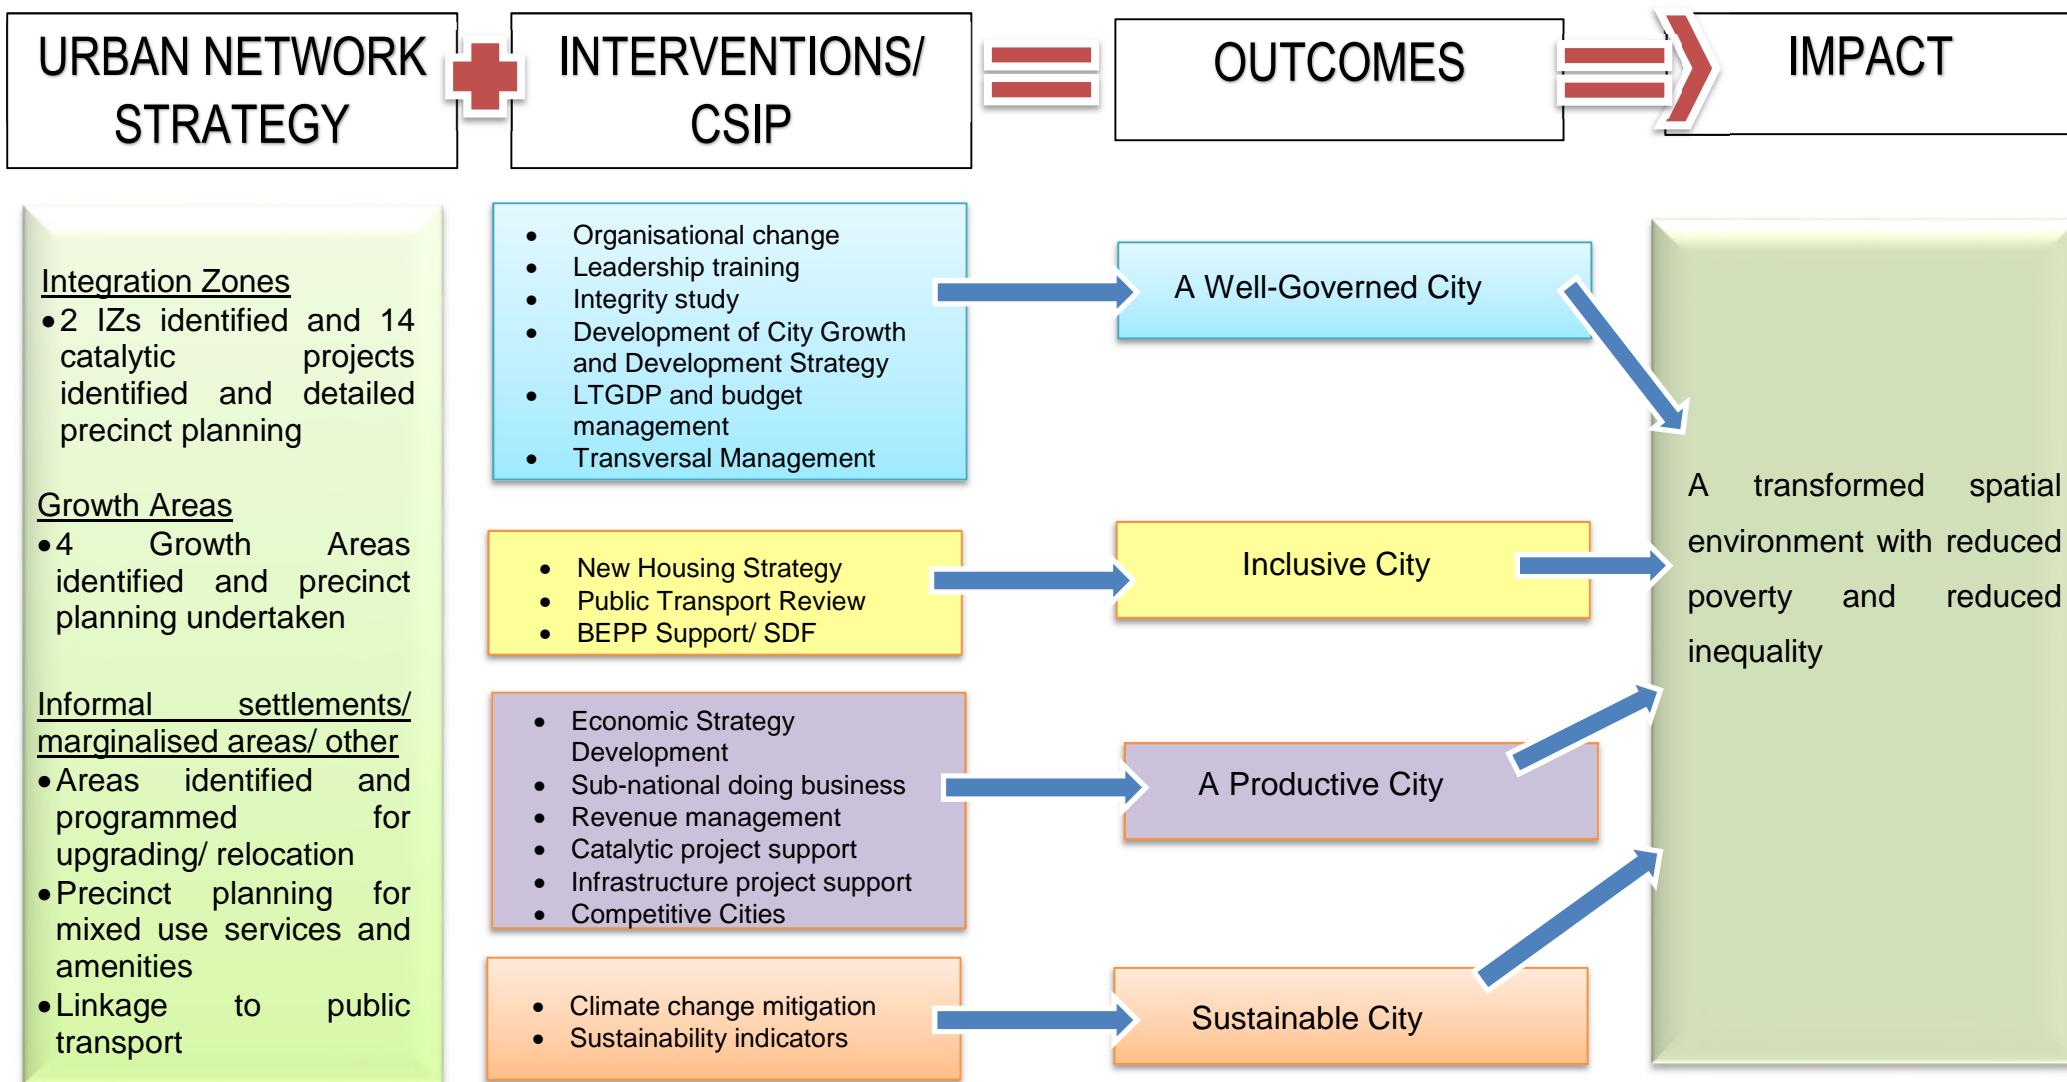 URBAN NETWORK
STRATEGY
INTERVENTIONS/
CSIP
OUTCOMES
IMPACT
Integration Zones
•2 IZs identified and 14
catalytic projects
identified and detailed
precinct planning
Growth Areas
•4 Growth Areas
identified and precinct
planning undertaken
Informal settlements/
marginalised areas/ other
•Areas identified and
programmed for
upgrading/ relocation
•Precinct planning for
mixed use services and
amenities
•Linkage to public
transport
• Organisational change
• Leadership training
• Integrity study
• Development of City Growth
and Development Strategy
• LTGDP and budget
management
• Transversal Management
• New Housing Strategy
• Public Transport Review
• BEPP Support/ SDF
• Economic Strategy
Development
• Sub-national doing business
• Revenue management
• Catalytic project support
• Infrastructure project support
• Competitive Cities
• Climate change mitigation
• Sustainability indicators
A Well-Governed City
Inclusive City
A Productive City
Sustainable City
A transformed spatial
environment with reduced
poverty and reduced
inequality